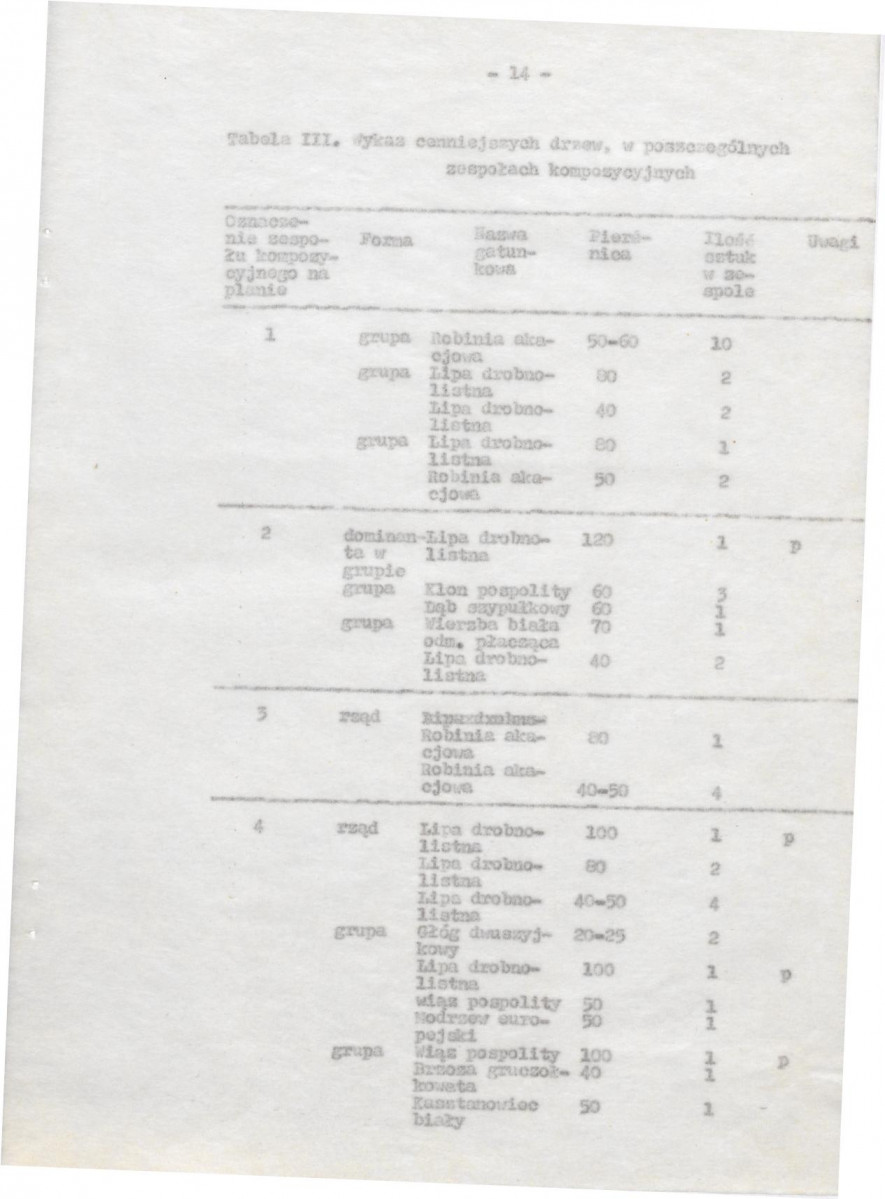 - 14 -
Tabela III. Wykaz cenniejszych drzew, w poszczególnych
zespołach kompozycyjnych
Oznacze-
nie zespo-
łu kompozy-
cyjnego na
planie
Forma
Nazwa
gatun-
kowa
Pierś-
nica
Ilość
sztuk
w ze-
spole
Uwagi
1 grupa Robinia aka- 50-60 10
cjowa
grupa Lipa drobno- 80 2
listna
Lipa drobno- 40 2
listna
grupa Lipa drobno- 80 1
listna
Robinia aka- 50 2
cjowa
2 dominan-Lipa drobno- 120 1 p
ta w listna
grupie
grupa Klon pospolity 60 3
Dąb szypułkowy 60 1
grupa Wierzba biała 70 1
odm. płacząca
Lipa drobno- 40 2
listna
3 rząd
Robinia aka- 80 1
cjowa
Robinia aka-
cjowa 40-50 4
4 rząd Lipa drobno- 100 1 p
listna
Lipa drobno- 80 2
listna
Lipa drobno- 40-50 4
listna
grupa Głóg dwuszyj- 20-25 2
kowy
Lipa drobno- 100 1 p
listna
wiąz pospolity 50 1
Modrzew euro- 50 1
pejski
grupa Wiąz pospolity 100 1 p
Brzoza gruczoł- 40 1
kowata
Kasztanowiec 50 1
biały